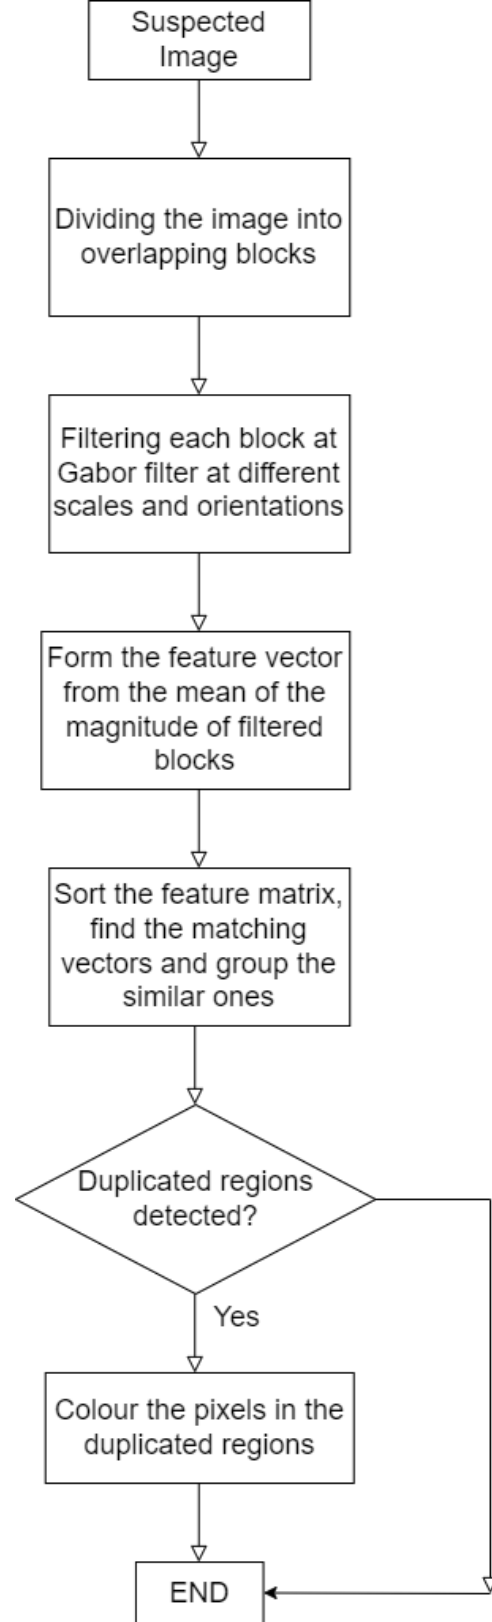 Suspected
Image
Dividing the image into
overlapping blocks
Filtering each block at
Gabor filter at different
scales and orientations
Form the feature vector
from the mean of the
magnitude of filtered
blocks
Sort the feature matrix,
find the matching
vectors and group the
similar ones
Duplicated regions
detected?
Yes
Colour the pixels in the
duplicated regions
END